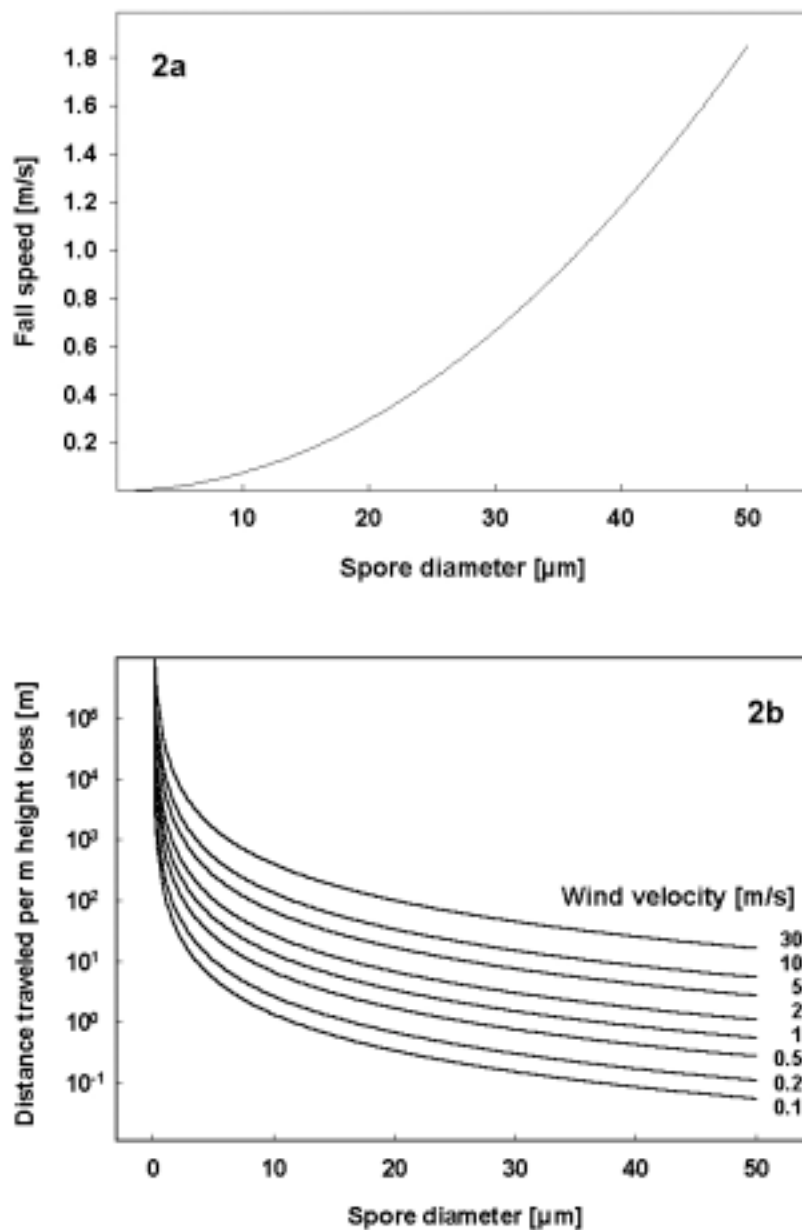 2a
Fall speed [m/s]
1.8
1.6
1.4
1.2
1.0
0.8
0.6
0.4
0.2
10 20 30 40 50
Spore diameter [µm]
2b
Distance traveled per m height loss [m]
10⁵
10⁴
10³
10²
10¹
10⁰
10⁻¹
Wind velocity [m/s]
30
10
5
2
1
0.5
0.2
0.1
0 10 20 30 40 50
Spore diameter [µm]